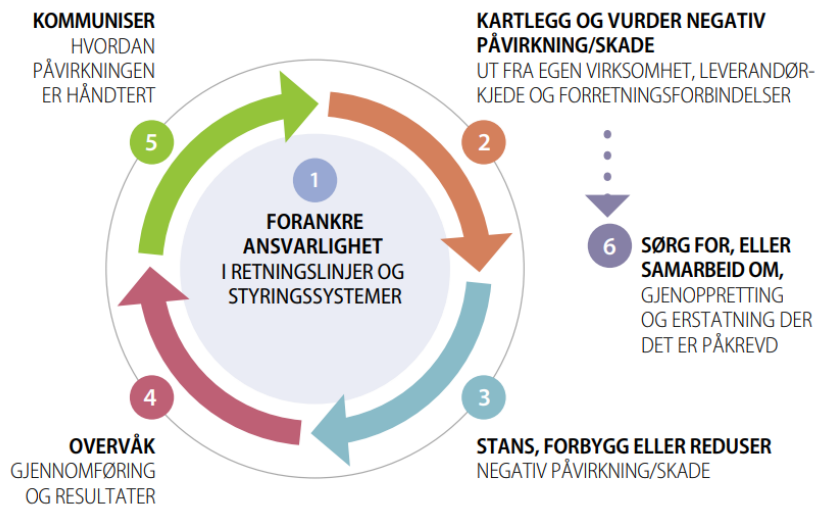 1
FORANKRE
ANSVARLIGHET
I RETNINGSLINJER OG
STYRINGSSYSTEMER
2
KARTLEGG OG VURDER NEGATIV
PÅVIRKNING/SKADE
UT FRA EGEN VIRKSOMHET, LEVERANDØR-
KJEDE OG FORRETNINGSFORBINDELSER
3
STANS, FORBYGG ELLER REDUSER
NEGATIV PÅVIRKNING/SKADE
4
OVERVÅK
GJENNOMFØRING
OG RESULTATER
5
KOMMUNISER
HVORDAN
PÅVIRKNINGEN
ER HÅNDTERT
6
SØRG FOR, ELLER
SAMARBEID OM,
GJENOPPRETTING
OG ERSTATNING DER
DET ER PÅKREVD